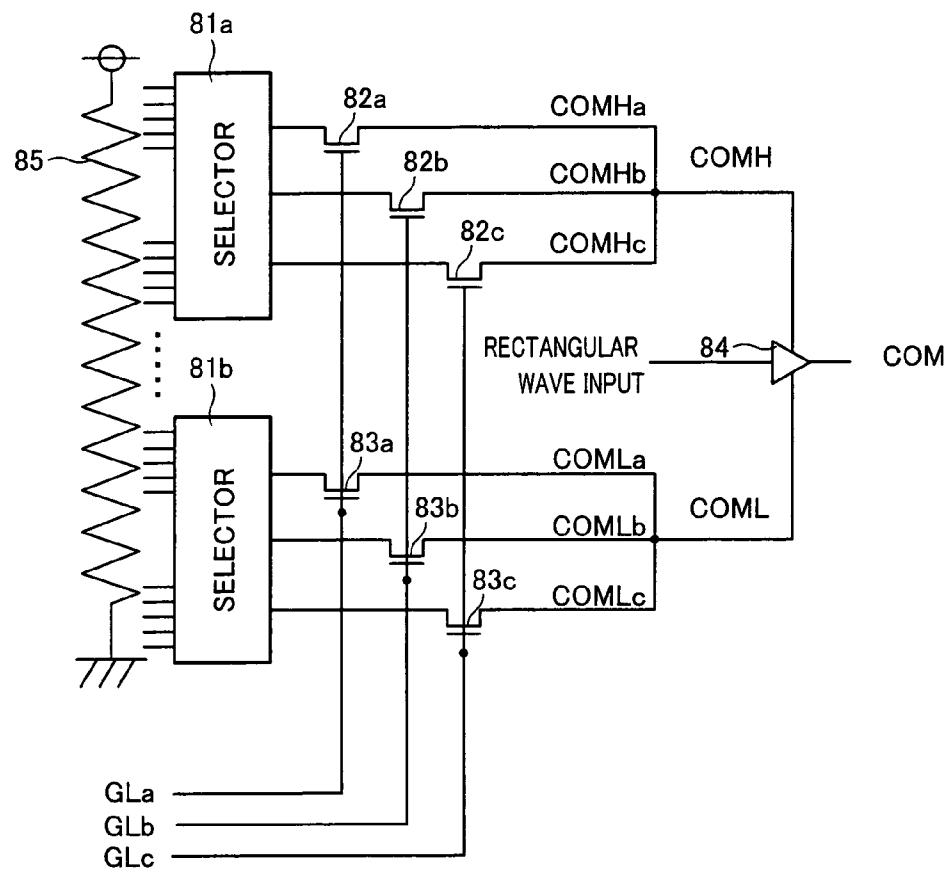 81a
82a
COMHa
85
SELECTOR
82b
COMHb
COMH
82c
COMHc
RECTANGULAR
WAVE INPUT
84
COM
81b
83a
COMLa
SELECTOR
83b
COMLb
COML
83c
COMLc
GLa
GLb
GLc